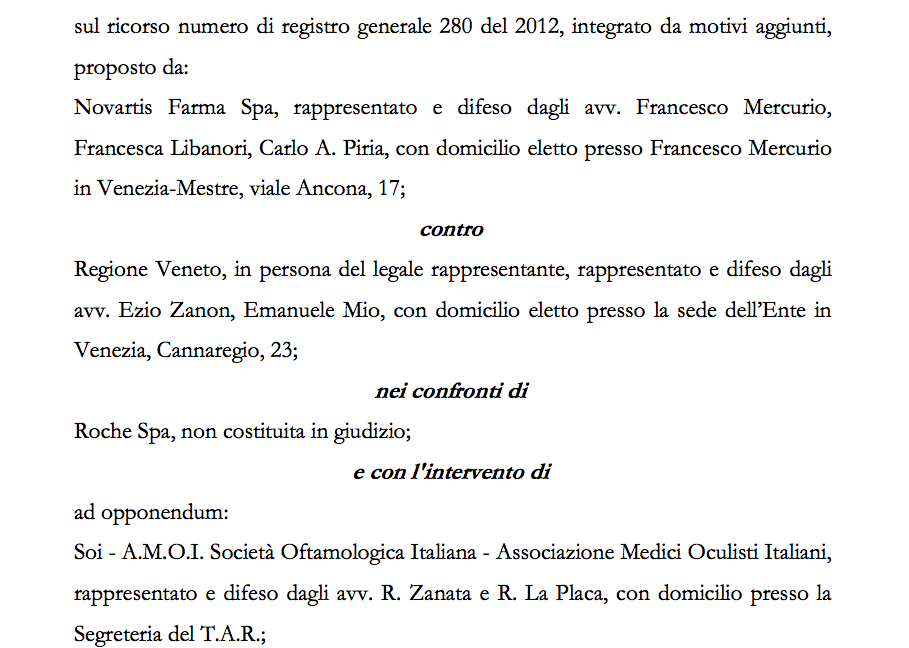 sul ricorso numero di registro generale 280 del 2012, integrato da motivi aggiunti,
proposto da:
Novartis Farma Spa, rappresentato e difeso dagli avv. Francesco Mercurio,
Francesca Libanori, Carlo A. Piria, con domicilio eletto presso Francesco Mercurio
in Venezia-Mestre, viale Ancona, 17;
contro
Regione Veneto, in persona del legale rappresentante, rappresentato e difeso dagli
avv. Ezio Zanon, Emanuele Mio, con domicilio eletto presso la sede dell’Ente in
Venezia, Cannaregio, 23;
nei confronti di
Roche Spa, non costituita in giudizio;
e con l'intervento di
ad opponendum:
Soi - A.M.O.I. Società Oftamologica Italiana - Associazione Medici Oculisti Italiani,
rappresentato e difeso dagli avv. R. Zanata e R. La Placa, con domicilio presso la
Segreteria del T.A.R.;